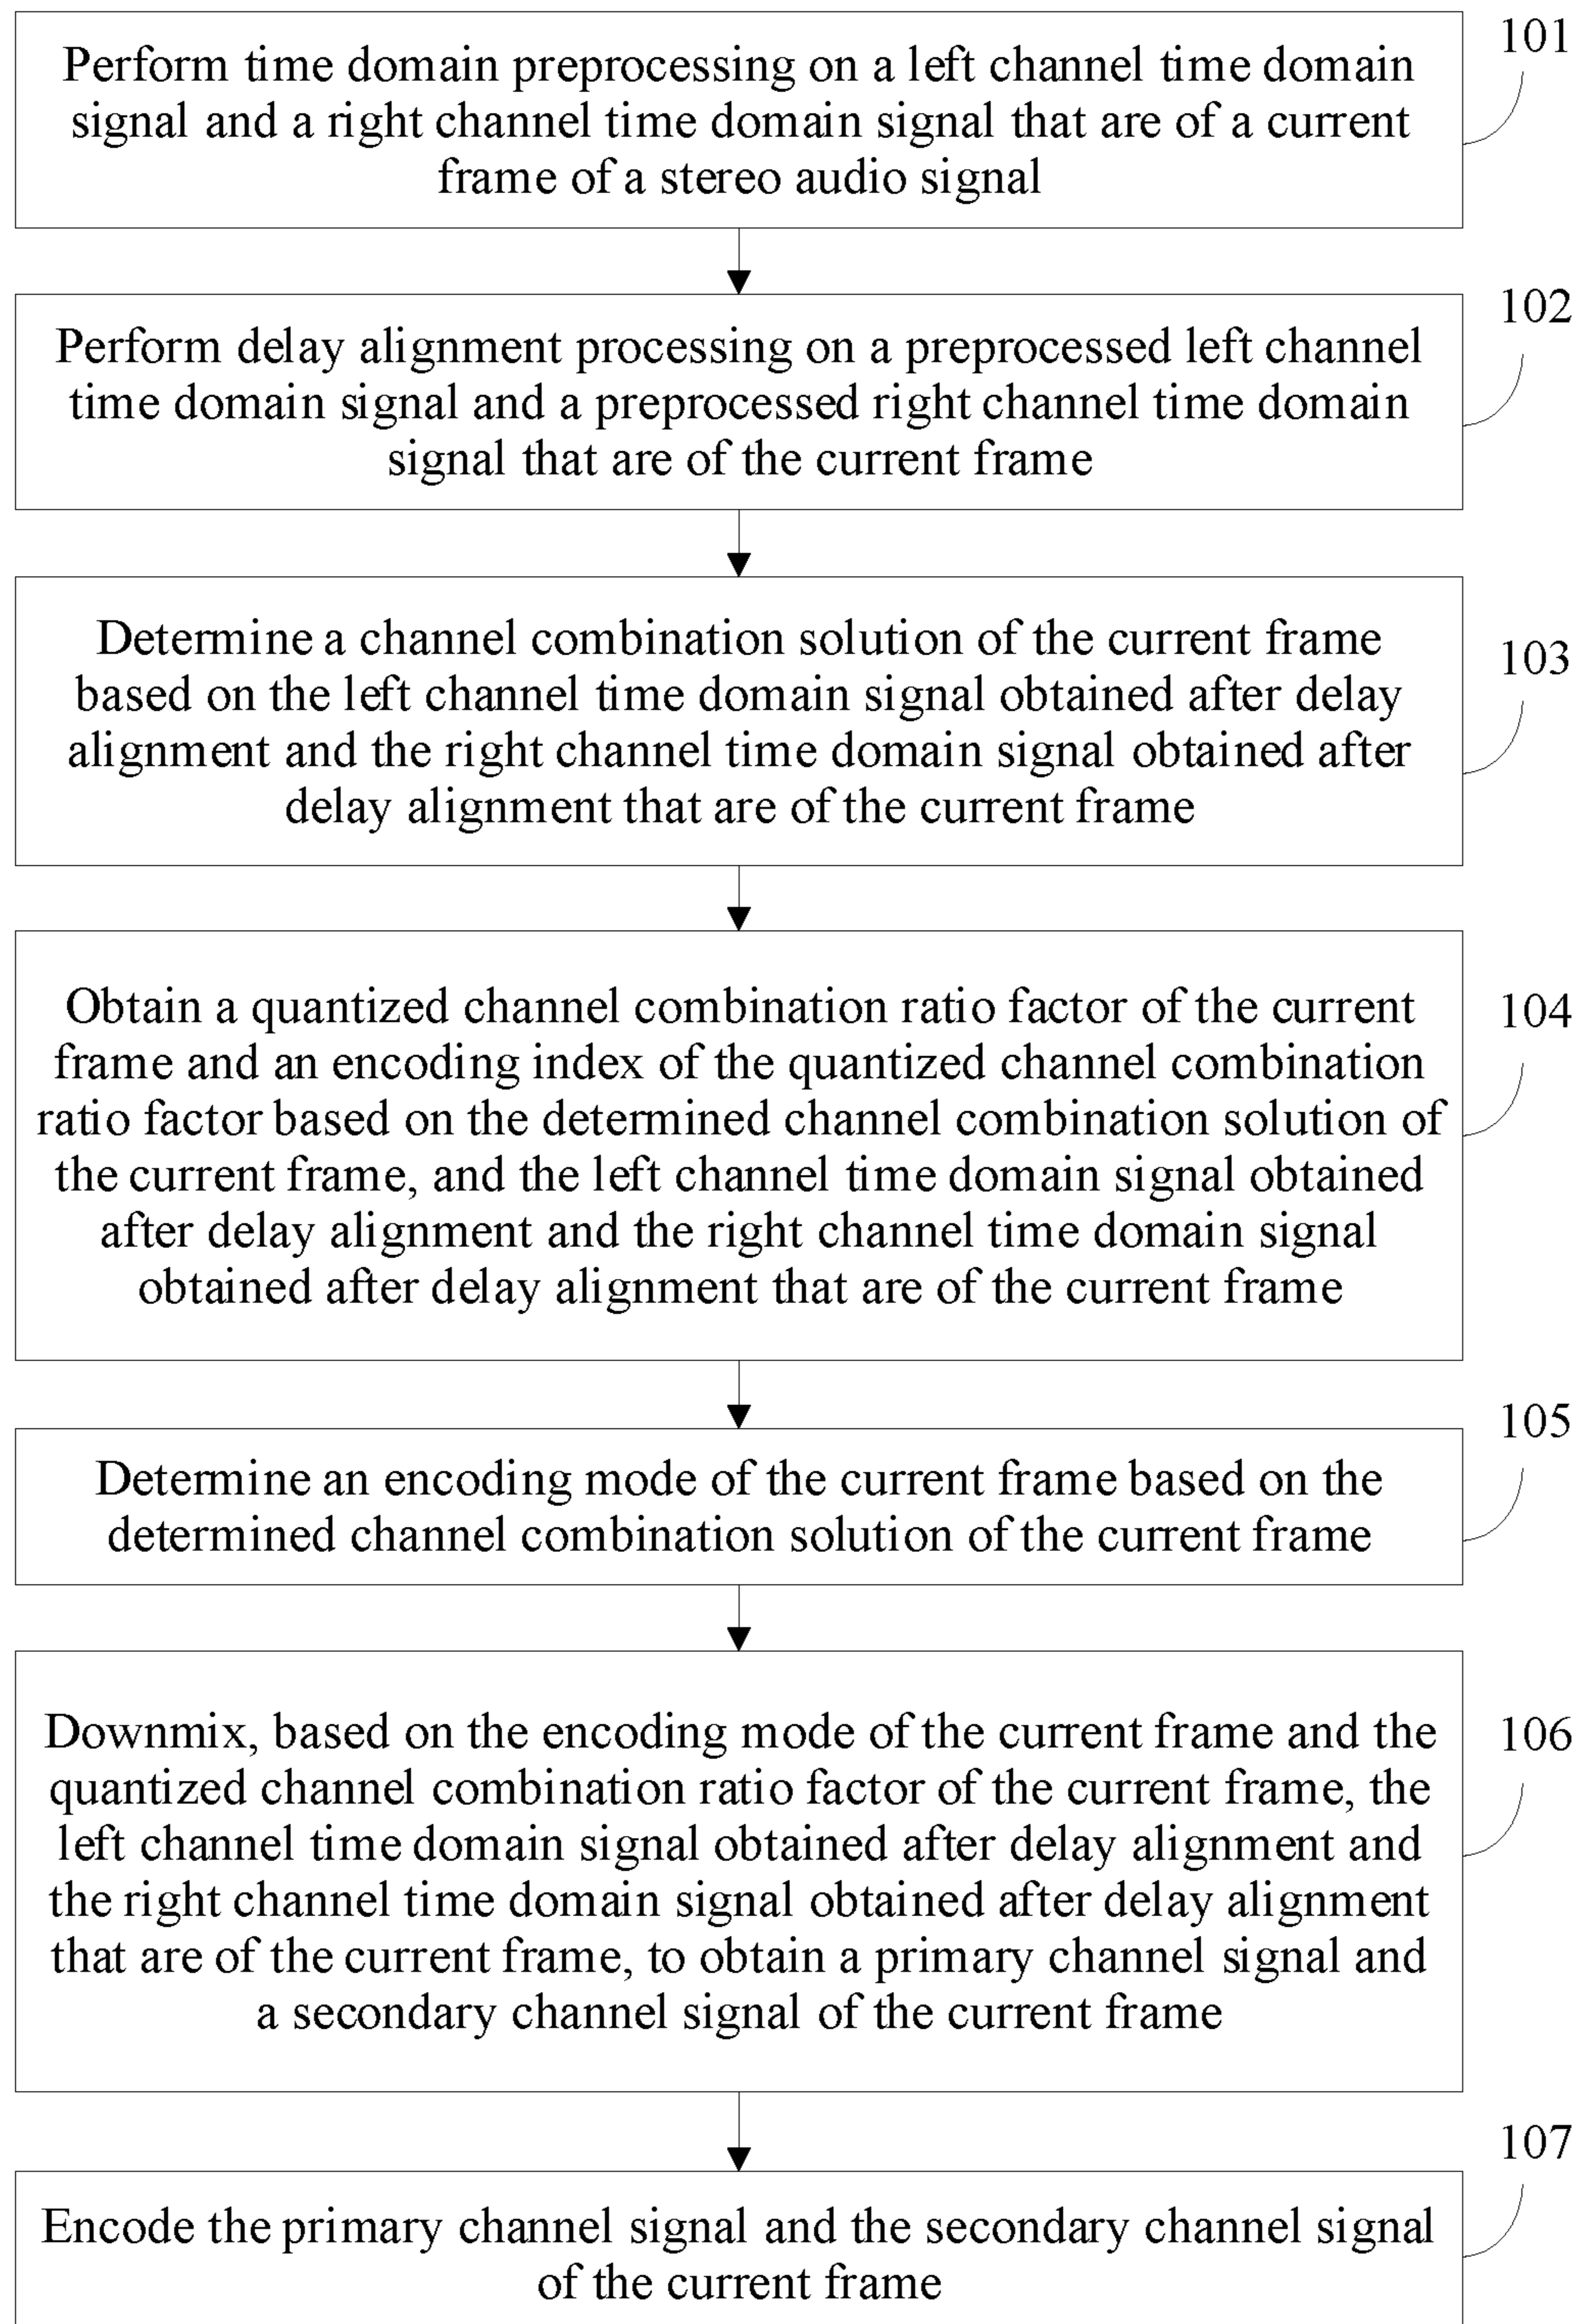 101
Perform time domain preprocessing on a left channel time domain
signal and a right channel time domain signal that are of a current
frame of a stereo audio signal
102
Perform delay alignment processing on a preprocessed left channel
time domain signal and a preprocessed right channel time domain
signal that are of the current frame
103
Determine a channel combination solution of the current frame
based on the left channel time domain signal obtained after delay
alignment and the right channel time domain signal obtained after
delay alignment that are of the current frame
104
Obtain a quantized channel combination ratio factor of the current
frame and an encoding index of the quantized channel combination
ratio factor based on the determined channel combination solution of
the current frame, and the left channel time domain signal obtained
after delay alignment and the right channel time domain signal
obtained after delay alignment that are of the current frame
105
Determine an encoding mode of the current frame based on the
determined channel combination solution of the current frame
106
Downmix, based on the encoding mode of the current frame and the
quantized channel combination ratio factor of the current frame, the
left channel time domain signal obtained after delay alignment and
the right channel time domain signal obtained after delay alignment
that are of the current frame, to obtain a primary channel signal and
a secondary channel signal of the current frame
107
Encode the primary channel signal and the secondary channel signal
of the current frame